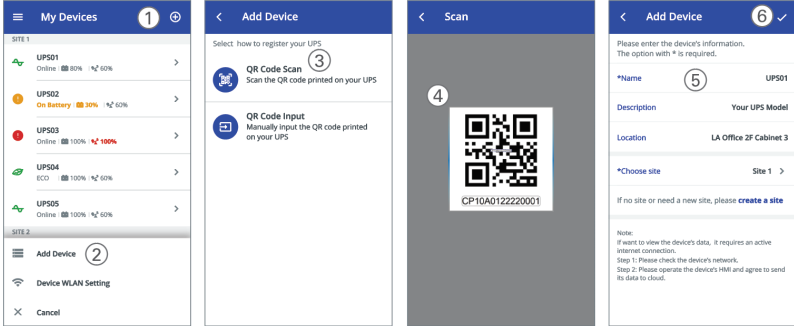 My Devices
1
SITE 1
UPS01
Online 80% 60%
UPS02
On Battery 30% 60%
UPS03
Online 100% 100%
UPS04
ECO 100% 60%
UPS05
Online 100% 60%
SITE 2
Add Device
2
Device WLAN Setting
Cancel
Add Device
Select how to register your UPS
3
QR Code Scan
Scan the QR code printed on your UPS
QR Code Input
Manually input the QR code printed
on your UPS
Scan
4
CP10A0122220001
Add Device
6
Please enter the device's information.
The option with * is required.
*Name
5
UPS01
Description Your UPS Model
Location LA Office 2F Cabinet 3
*Choose site Site 1
If no site or need a new site, please create a site
Note:
If want to view the device's data, it requires an active
internet connection.
Step 1: Please check the device's network.
Step 2: Please operate the device's HMI and agree to send
its data to cloud.